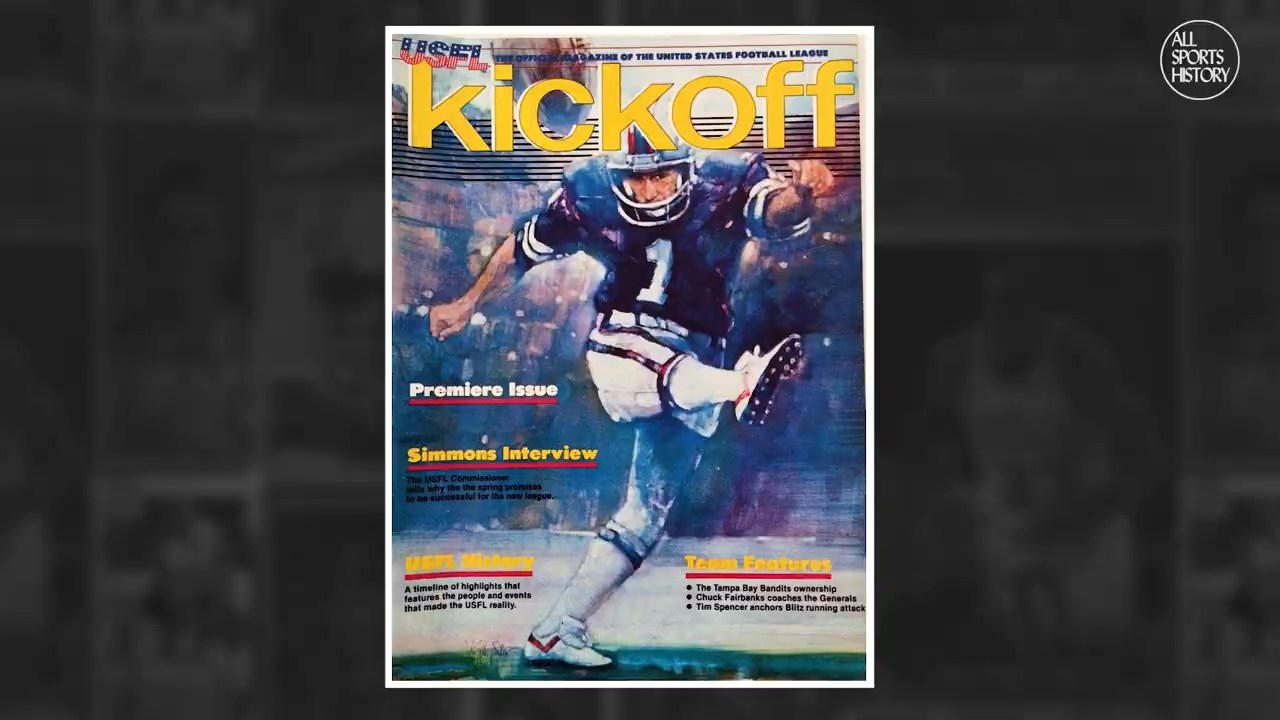 USFL THE OFFICIAL MAGAZINE OF THE UNITED STATES FOOTBALL LEAGUE
kickoff
1
Premiere Issue
Simmons Interview
The USFL Commissioner
tells why the the spring promises
to be successful for the new league.
USFL History
A timeline of highlights that
features the people and events
that made the USFL reality.
Team Features
● The Tampa Bay Bandits ownership
● Chuck Fairbanks coaches the Generals
● Tim Spencer anchors Blitz running attack
ALL
SPORTS
HISTORY